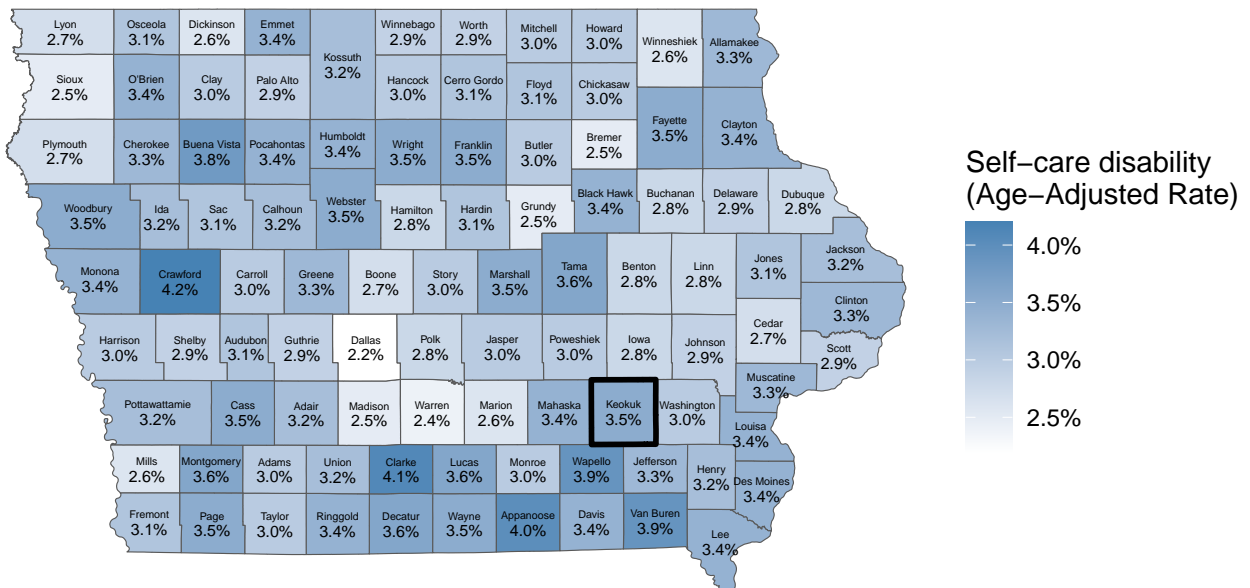 Lyon
2.7%
Osceola
3.1%
Dickinson
2.6%
Emmet
3.4%
Kossuth
3.2%
Winnebago
2.9%
Worth
2.9%
Mitchell
3.0%
Howard
3.0%
Winneshiek
2.6%
Allamakee
3.3%
Sioux
2.5%
O'Brien
3.4%
Clay
3.0%
Palo Alto
2.9%
Hancock
3.0%
Cerro Gordo
3.1%
Floyd
3.1%
Chickasaw
3.0%
Fayette
3.5%
Clayton
3.4%
Plymouth
2.7%
Cherokee
3.3%
Buena Vista
3.8%
Pocahontas
3.4%
Humboldt
3.4%
Wright
3.5%
Franklin
3.5%
Butler
3.0%
Bremer
2.5%
Woodbury
3.5%
Ida
3.2%
Sac
3.1%
Calhoun
3.2%
Webster
3.5%
Hamilton
2.8%
Hardin
3.1%
Grundy
2.5%
Black Hawk
3.4%
Buchanan
2.8%
Delaware
2.9%
Dubuque
2.8%
Monona
3.4%
Crawford
4.2%
Carroll
3.0%
Greene
3.3%
Boone
2.7%
Story
3.0%
Marshall
3.5%
Tama
3.6%
Benton
2.8%
Linn
2.8%
Jones
3.1%
Jackson
3.2%
Clinton
3.3%
Harrison
3.0%
Shelby
2.9%
Audubon
3.1%
Guthrie
2.9%
Dallas
2.2%
Polk
2.8%
Jasper
3.0%
Poweshiek
3.0%
Iowa
2.8%
Johnson
2.9%
Cedar
2.7%
Scott
2.9%
Muscatine
3.3%
Pottawattamie
3.2%
Cass
3.5%
Adair
3.2%
Madison
2.5%
Warren
2.4%
Marion
2.6%
Mahaska
3.4%
Keokuk
3.5%
Washington
3.0%
Louisa
3.4%
Mills
2.6%
Montgomery
3.6%
Adams
3.0%
Union
3.2%
Clarke
4.1%
Lucas
3.6%
Monroe
3.0%
Wapello
3.9%
Jefferson
3.3%
Henry
3.2%
Des Moines
3.4%
Fremont
3.1%
Page
3.5%
Taylor
3.0%
Ringgold
3.4%
Decatur
3.6%
Wayne
3.5%
Appanoose
4.0%
Davis
3.4%
Van Buren
3.9%
Lee
3.4%
Self−care disability
(Age−Adjusted Rate)
4.0%
3.5%
3.0%
2.5%